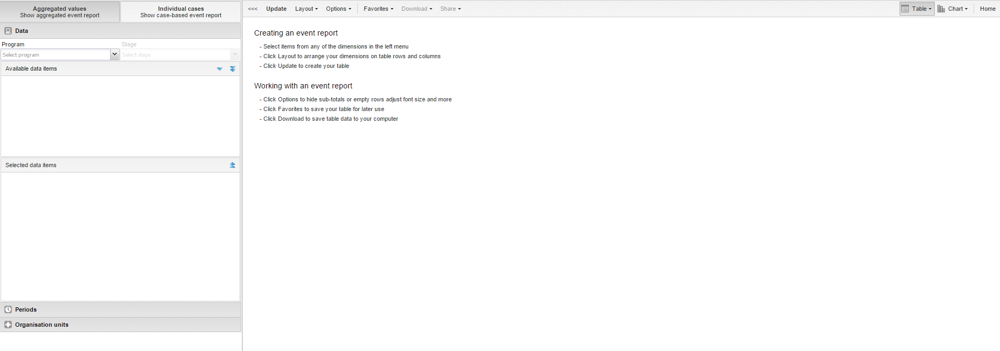 Aggregated values
Show aggregated event report
Individual cases
Show case-based event report
<<< Update Layout Options Favorites Download Share Table Chart Home
Data
Program Stage
Select program Select stage
Available data items
Selected data items
Periods
Organisation units
Creating an event report
- Select items from any of the dimensions in the left menu
- Click Layout to arrange your dimensions on table rows and columns
- Click Update to create your table
Working with an event report
- Click Options to hide sub-totals or empty rows adjust font size and more
- Click Favorites to save your table for later use
- Click Download to save table data to your computer